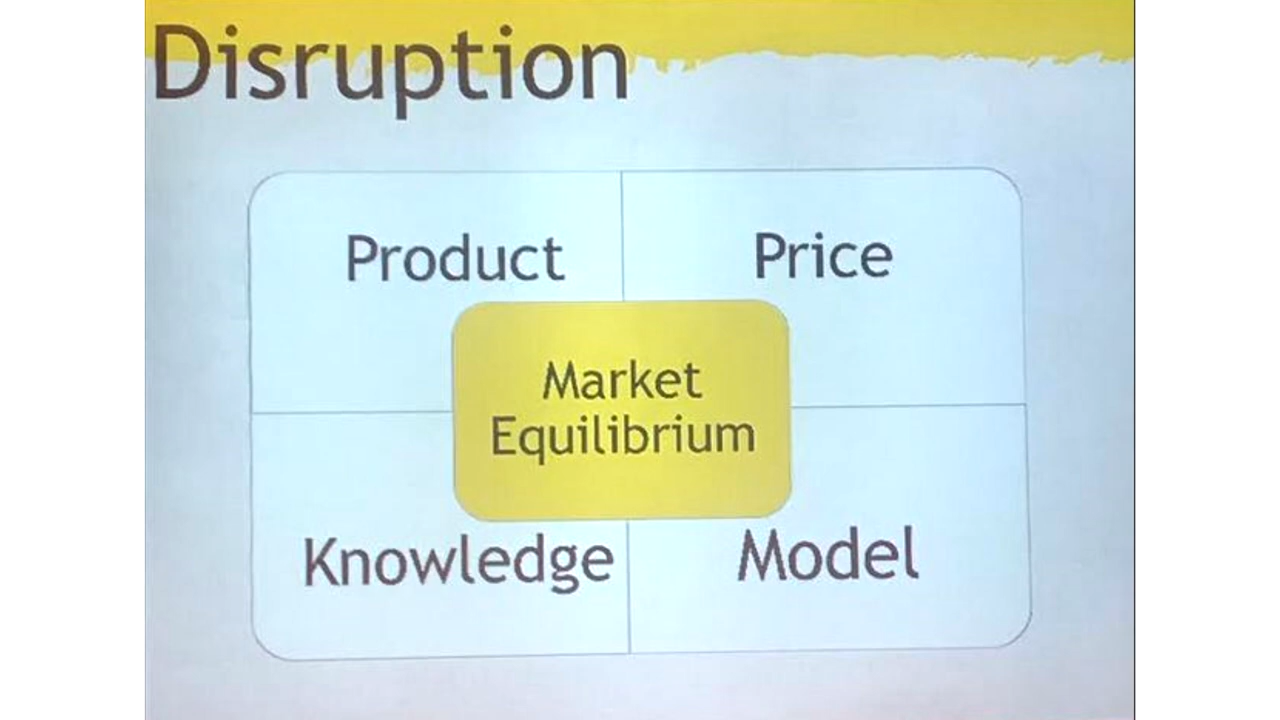 Disruption
Product
Price
Market
Equilibrium
Knowledge
Model